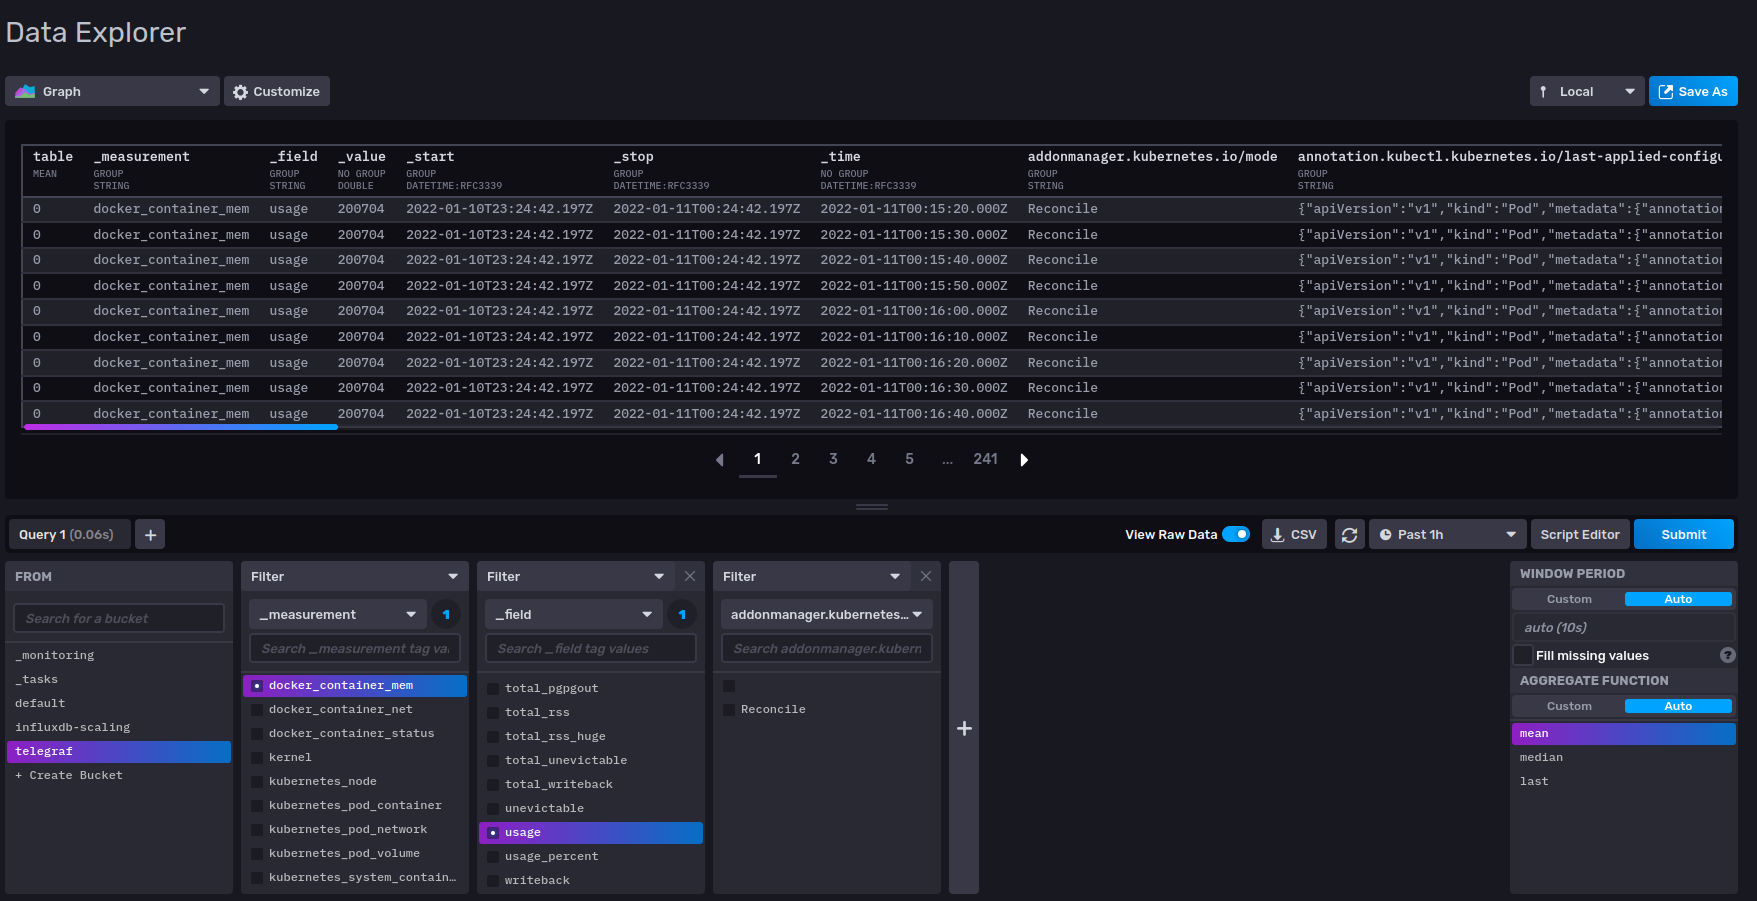 Data Explorer
Graph Customize Local Save As
table _measurement _field _value _start _stop _time addonmanager.kubernetes.io/mode annotation.kubectl.kubernetes.io/last-applied-configu
MEAN GROUP GROUP NO GROUP GROUP GROUP NO GROUP GROUP GROUP
STRING STRING DOUBLE DATETIME:RFC3339 DATETIME:RFC3339 DATETIME:RFC3339 STRING STRING
0 docker_container_mem usage 200704 2022-01-10T23:24:42.197Z 2022-01-11T00:24:42.197Z 2022-01-11T00:15:20.000Z Reconcile {"apiVersion":"v1","kind":"Pod","metadata":{"annotation
0 docker_container_mem usage 200704 2022-01-10T23:24:42.197Z 2022-01-11T00:24:42.197Z 2022-01-11T00:15:30.000Z Reconcile {"apiVersion":"v1","kind":"Pod","metadata":{"annotation
0 docker_container_mem usage 200704 2022-01-10T23:24:42.197Z 2022-01-11T00:24:42.197Z 2022-01-11T00:15:40.000Z Reconcile {"apiVersion":"v1","kind":"Pod","metadata":{"annotation
0 docker_container_mem usage 200704 2022-01-10T23:24:42.197Z 2022-01-11T00:24:42.197Z 2022-01-11T00:15:50.000Z Reconcile {"apiVersion":"v1","kind":"Pod","metadata":{"annotation
0 docker_container_mem usage 200704 2022-01-10T23:24:42.197Z 2022-01-11T00:24:42.197Z 2022-01-11T00:16:00.000Z Reconcile {"apiVersion":"v1","kind":"Pod","metadata":{"annotation
0 docker_container_mem usage 200704 2022-01-10T23:24:42.197Z 2022-01-11T00:24:42.197Z 2022-01-11T00:16:10.000Z Reconcile {"apiVersion":"v1","kind":"Pod","metadata":{"annotation
0 docker_container_mem usage 200704 2022-01-10T23:24:42.197Z 2022-01-11T00:24:42.197Z 2022-01-11T00:16:20.000Z Reconcile {"apiVersion":"v1","kind":"Pod","metadata":{"annotation
0 docker_container_mem usage 200704 2022-01-10T23:24:42.197Z 2022-01-11T00:24:42.197Z 2022-01-11T00:16:30.000Z Reconcile {"apiVersion":"v1","kind":"Pod","metadata":{"annotation
0 docker_container_mem usage 200704 2022-01-10T23:24:42.197Z 2022-01-11T00:24:42.197Z 2022-01-11T00:16:40.000Z Reconcile {"apiVersion":"v1","kind":"Pod","metadata":{"annotation
1 2 3 4 5 ... 241
Query 1 (0.06s) + View Raw Data CSV Past 1h Script Editor Submit
FROM
Search for a bucket
_monitoring
_tasks
default
influxdb-scaling
telegraf
+ Create Bucket
Filter
_measurement 1
Search _measurement tag va
docker_container_mem
docker_container_net
docker_container_status
kernel
kubernetes_node
kubernetes_pod_container
kubernetes_pod_network
kubernetes_pod_volume
kubernetes_system_contain…
Filter
_field 1
Search _field tag values
total_pgpgout
total_rss
total_rss_huge
total_unevictable
total_writeback
unevictable
usage
usage_percent
writeback
Filter
addonmanager.kubernetes…
Search addonmanager.kubern
Reconcile
+
WINDOW PERIOD
Custom Auto
auto (10s)
Fill missing values ?
AGGREGATE FUNCTION
Custom Auto
mean
median
last